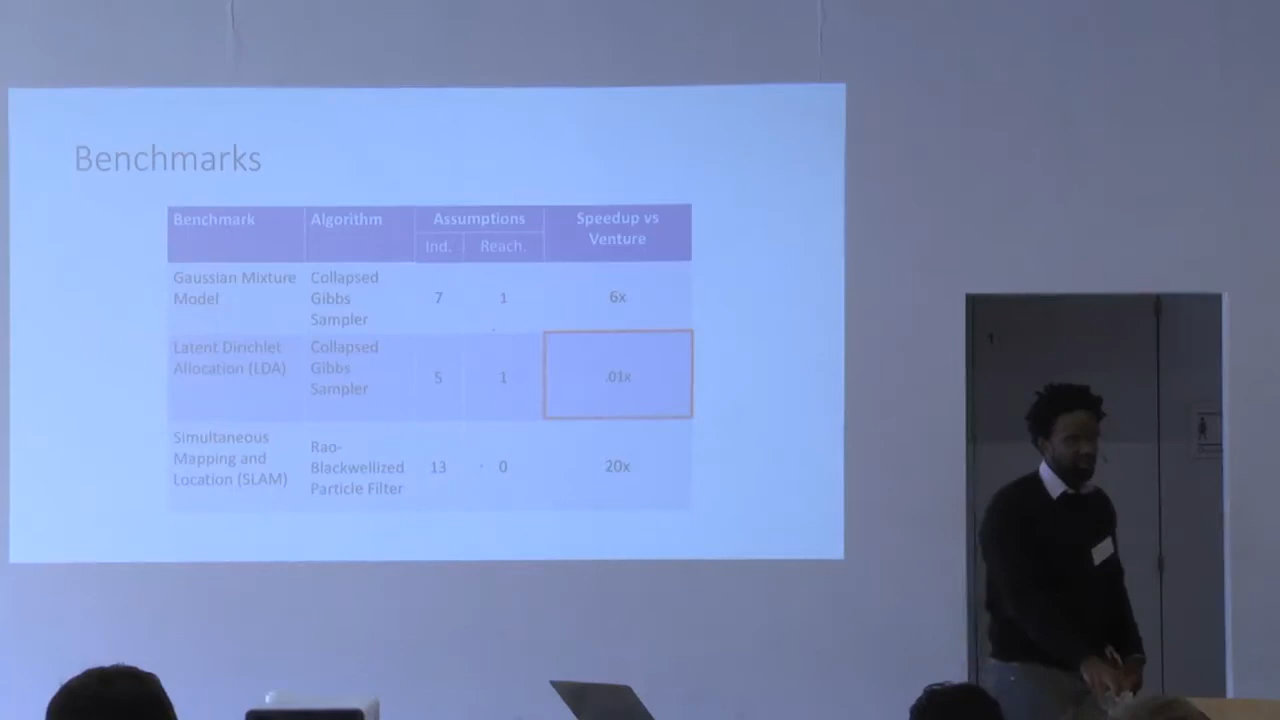 Benchmarks
Benchmark
Algorithm
Assumptions
Speedup vs
Venture
Ind.
Reach.
Gaussian Mixture
Model
Collapsed
Gibbs
Sampler
7
1
6x
Latent Dirichlet
Allocation (LDA)
Collapsed
Gibbs
Sampler
5
1
.01x
Simultaneous
Mapping and
Location (SLAM)
Rao-
Blackwellized
Particle Filter
13
0
20x